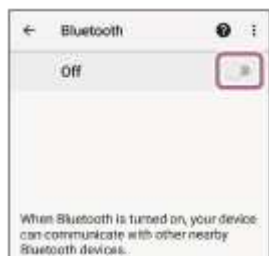 Bluetooth
Off
When Bluetooth is turned on, your device
can communicate with other nearby
Bluetooth devices.